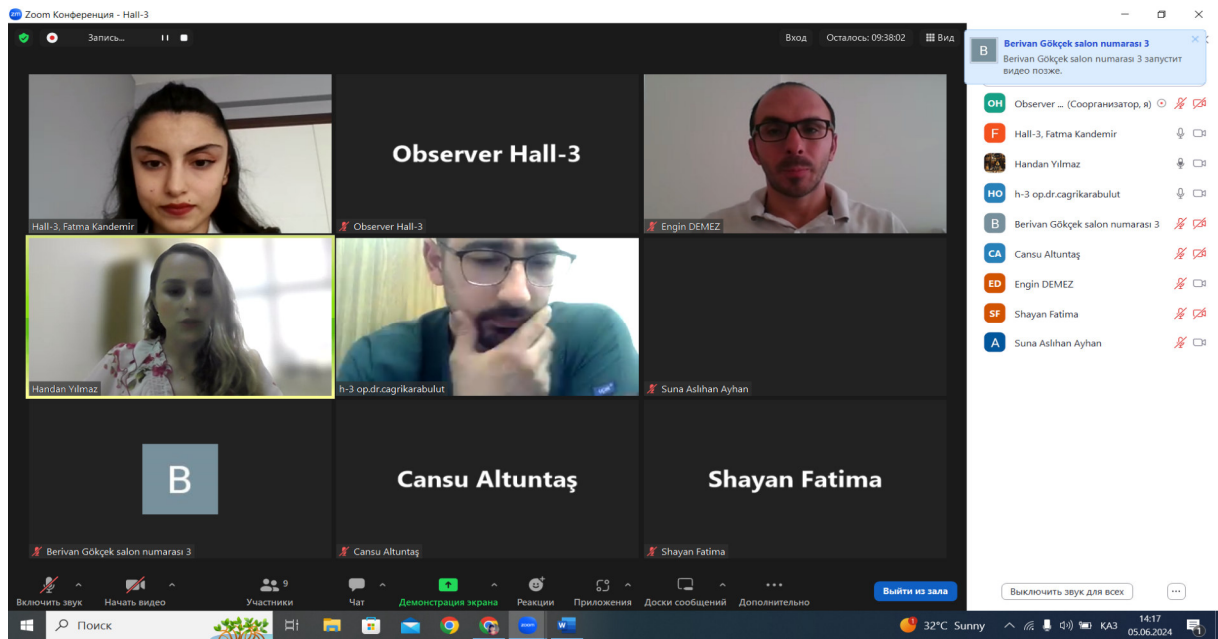 zoom Zoom Конференция - Hall-3
Запись...
Вход
Осталось: 09:38:02
Вид
B
Berivan Gökçek salon numarası 3
Berivan Gökçek salon numarası 3 запустит
видео позже.
Hall-3, Fatma Kandemir
Observer Hall-3
Observer Hall-3
Engin DEMEZ
Handan Yılmaz
h-3 op.dr.cagrikarabulut
Suna Aslıhan Ayhan
B
Berivan Gökçek salon numarası 3
Cansu Altuntaş
Cansu Altuntaş
Shayan Fatima
Shayan Fatima
OH Observer ... (Соорганизатор, я)
F Hall-3, Fatma Kandemir
Handan Yılmaz
HO h-3 op.dr.cagrikarabulut
B Berivan Gökçek salon numarası 3
CA Cansu Altuntaş
ED Engin DEMEZ
SF Shayan Fatima
A Suna Aslıhan Ayhan
Включить звук
Начать видео
9
Участники
Чат
Демонстрация экрана
Реакции
Приложения
Доски сообщений
Дополнительно
Выйти из зала
Выключить звук для всех
Поиск
zoom
W
32°C Sunny
ҚАЗ
14:17
05.06.2024
1